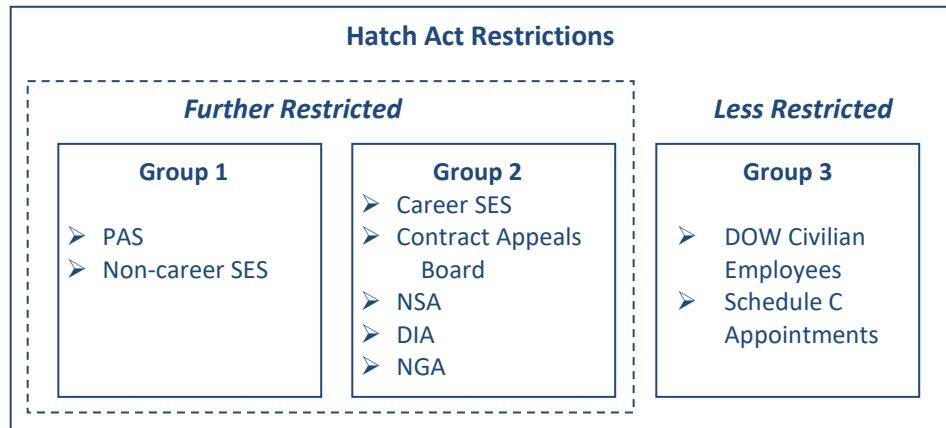 Hatch Act Restrictions
Further Restricted
Less Restricted
Group 1
➢ PAS
➢ Non-career SES
Group 2
➢ Career SES
➢ Contract Appeals
Board
➢ NSA
➢ DIA
➢ NGA
Group 3
➢ DOW Civilian
Employees
➢ Schedule C
Appointments